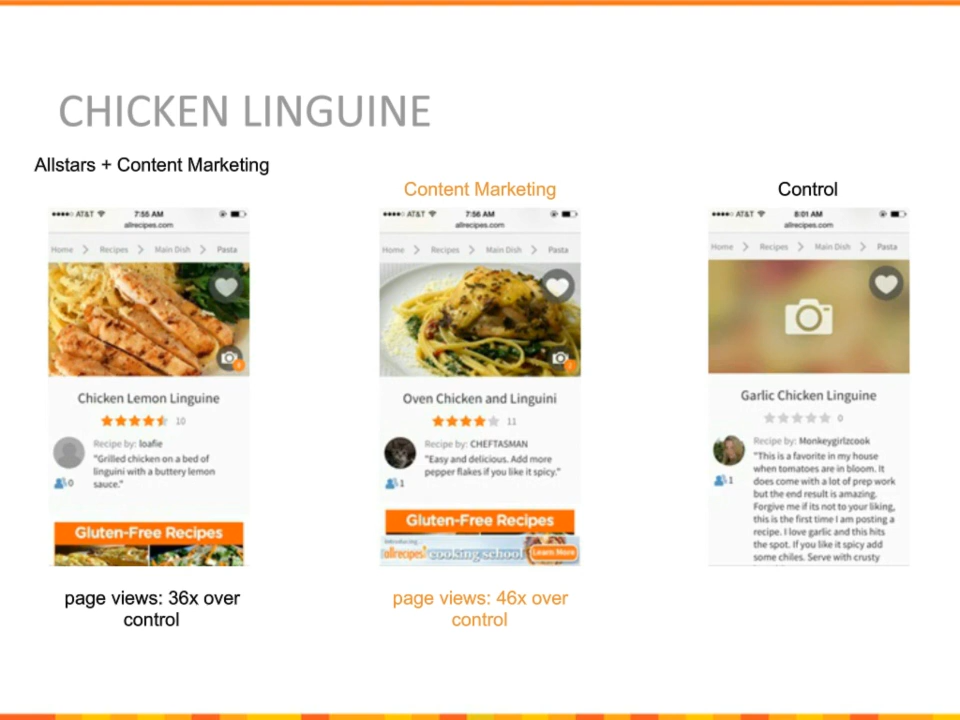 CHICKEN LINGUINE
Allstars + Content Marketing
Content Marketing
Control
AT&T 7:55 AM
allrecipes.com
Home Recipes Main Dish Pasta
Chicken Lemon Linguine
10
Recipe by: loafie
"Grilled chicken on a bed of
linguini with a buttery lemon
sauce."
0
Gluten-Free Recipes
page views: 36x over
control
AT&T 7:56 AM
allrecipes.com
Home Recipes Main Dish Pasta
Oven Chicken and Linguini
11
Recipe by: CHEFTASMAN
"Easy and delicious. Add more
pepper flakes if you like it spicy."
1
Gluten-Free Recipes
Introducing...
allrecipes cooking school Learn More
page views: 46x over
control
AT&T 8:01 AM
allrecipes.com
Home Recipes Main Dish Pasta
Garlic Chicken Linguine
0
Recipe by: Monkeygirlzcook
"This is a favorite in my house
when tomatoes are in bloom. It
does come with a lot of prep work
but the end result is amazing.
Forgive me if its not to your liking,
this is the first time I am posting a
recipe. I love garlic and this hits
the spot. If you like it spicy add
some chiles. Serve with crusty
1